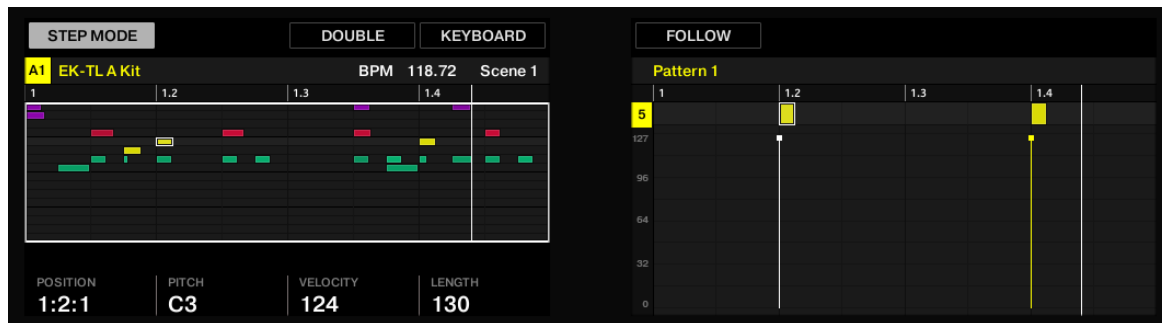 STEP MODE DOUBLE KEYBOARD
A1 EK-TL A Kit BPM 118.72 Scene 1
1 1.2 1.3 1.4
POSITION PITCH VELOCITY LENGTH
1:2:1 C3 124 130
FOLLOW
Pattern 1
1 1.2 1.3 1.4
5
127
96
64
32
0